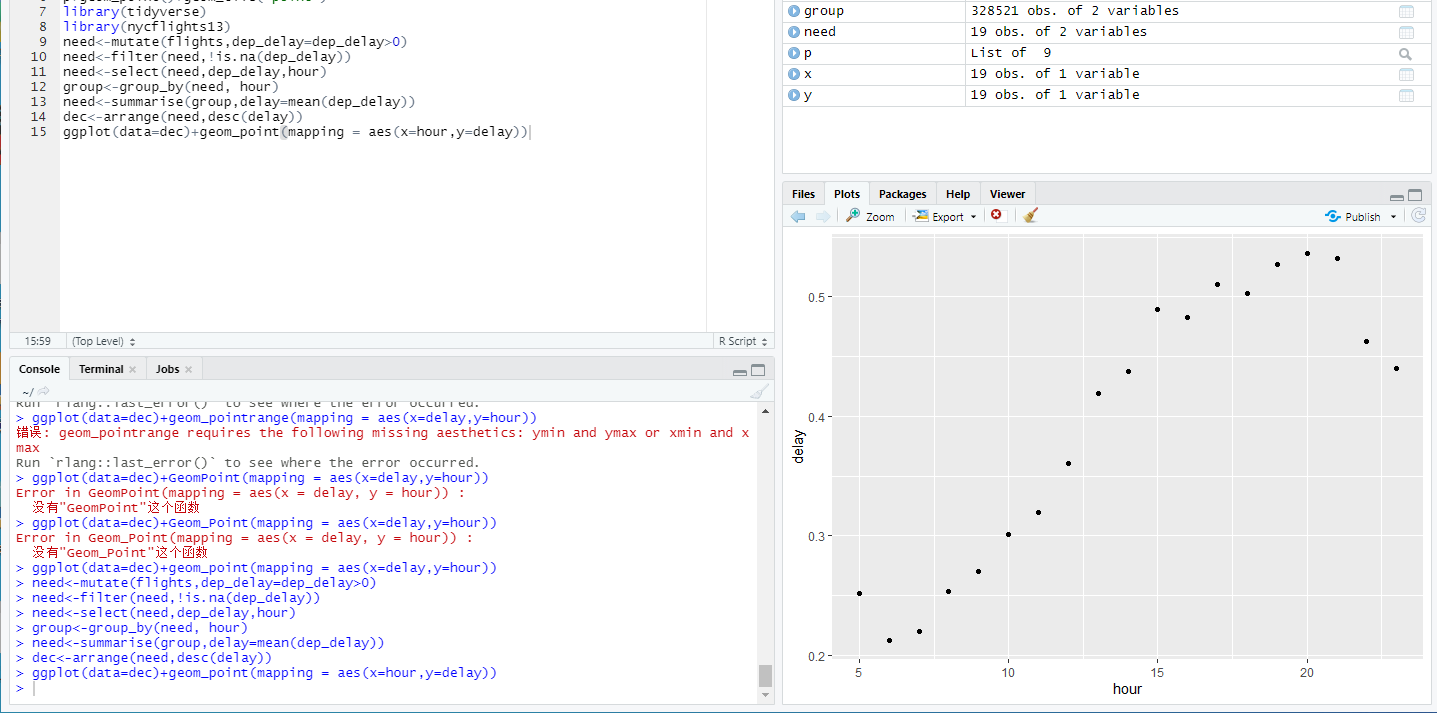 7 library(tidyverse)
8 library(nycflights13)
9 need<-mutate(flights,dep_delay=dep_delay>0)
10 need<-filter(need,!is.na(dep_delay))
11 need<-select(need,dep_delay,hour)
12 group<-group_by(need, hour)
13 need<-summarise(group,delay=mean(dep_delay))
14 dec<-arrange(need,desc(delay))
15 ggplot(data=dec)+geom_point(mapping = aes(x=hour,y=delay))
15:59 (Top Level) R Script
Console Terminal Jobs
~/
Run `rlang::last_error()` to see where the error occurred.
> ggplot(data=dec)+geom_pointrange(mapping = aes(x=delay,y=hour))
错误: geom_pointrange requires the following missing aesthetics: ymin and ymax or xmin and x
max
Run `rlang::last_error()` to see where the error occurred.
> ggplot(data=dec)+GeomPoint(mapping = aes(x=delay,y=hour))
Error in GeomPoint(mapping = aes(x = delay, y = hour)) :
没有"GeomPoint"这个函数
> ggplot(data=dec)+Geom_Point(mapping = aes(x=delay,y=hour))
Error in Geom_Point(mapping = aes(x = delay, y = hour)) :
没有"Geom_Point"这个函数
> ggplot(data=dec)+geom_point(mapping = aes(x=delay,y=hour))
> need<-mutate(flights,dep_delay=dep_delay>0)
> need<-filter(need,!is.na(dep_delay))
> need<-select(need,dep_delay,hour)
> group<-group_by(need, hour)
> need<-summarise(group,delay=mean(dep_delay))
> dec<-arrange(need,desc(delay))
> ggplot(data=dec)+geom_point(mapping = aes(x=hour,y=delay))
>
group 328521 obs. of 2 variables
need 19 obs. of 2 variables
p List of 9
x 19 obs. of 1 variable
y 19 obs. of 1 variable
Files Plots Packages Help Viewer
Zoom Export Publish
0.5
0.4
0.3
0.2
delay
5 10 15 20
hour